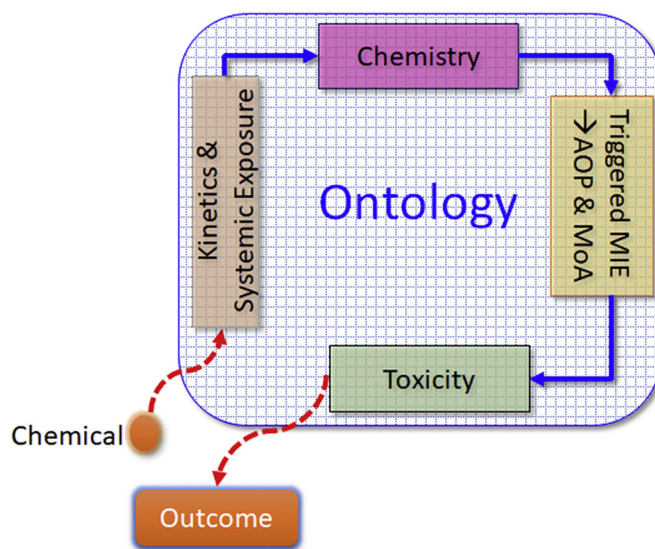 Chemistry
Kinetics &
Systemic Exposure
Triggered MIE
→AOP & MoA
Ontology
Toxicity
Chemical
Outcome